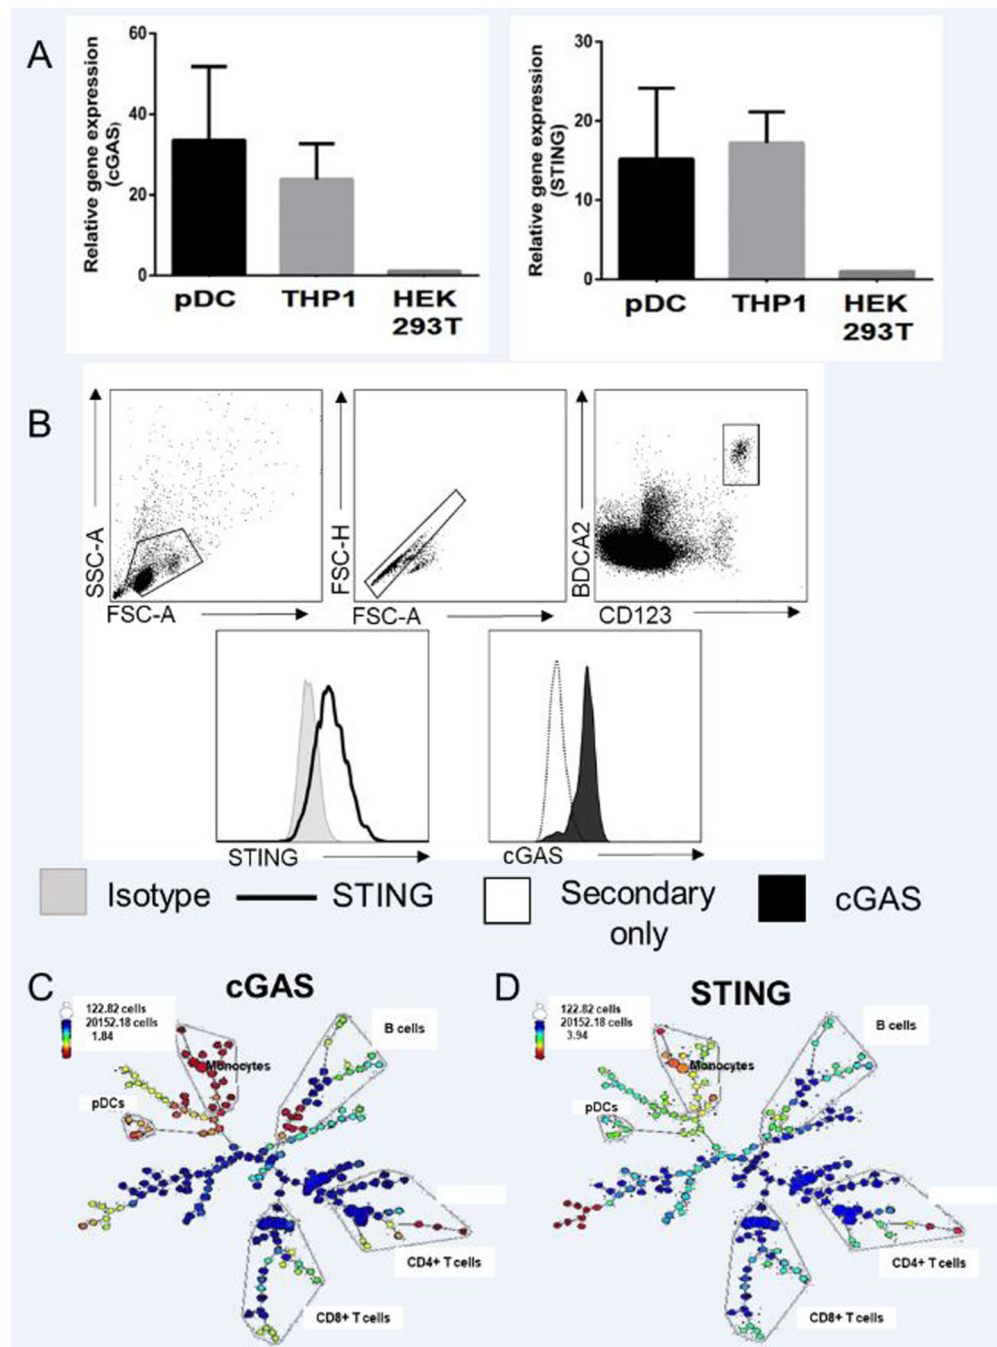 A
Relative gene expression
(cGAS)
60
40
20
0
pDC
THP1
HEK
293T
Relative gene expression
(STING)
30
20
10
0
pDC
THP1
HEK
293T
B
SSC-A
FSC-A
FSC-H
FSC-A
BDCA2
CD123
STING
cGAS
Isotype
STING
Secondary
only
cGAS
C
cGAS
122.82 cells
20152.18 cells
1.84
Monocytes
B cells
pDCs
CD4+ T cells
CD8+ T cells
D
STING
122.82 cells
20152.18 cells
3.94
Monocytes
B cells
pDCs
CD4+ T cells
CD8+ T cells